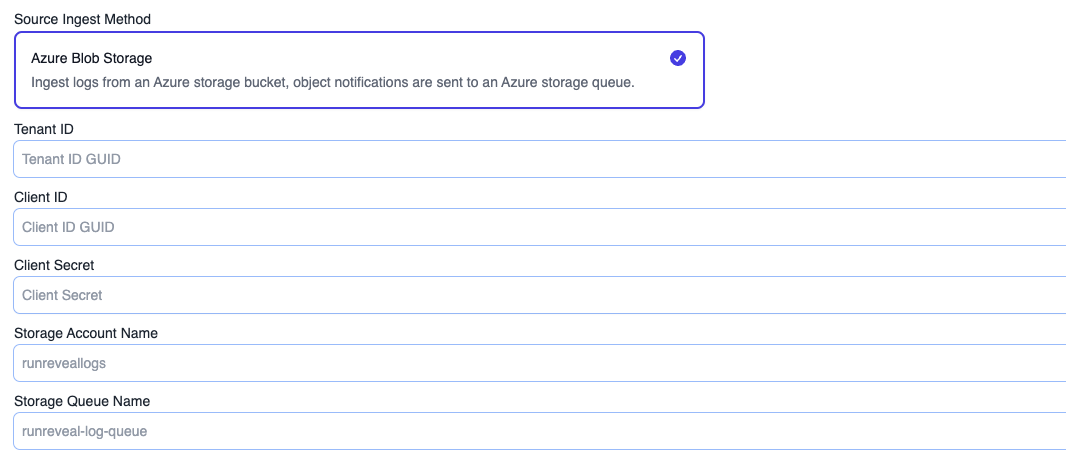 Source Ingest Method
Azure Blob Storage
Ingest logs from an Azure storage bucket, object notifications are sent to an Azure storage queue.
Tenant ID
Tenant ID GUID
Client ID
Client ID GUID
Client Secret
Client Secret
Storage Account Name
runreveallogs
Storage Queue Name
runreveal-log-queue